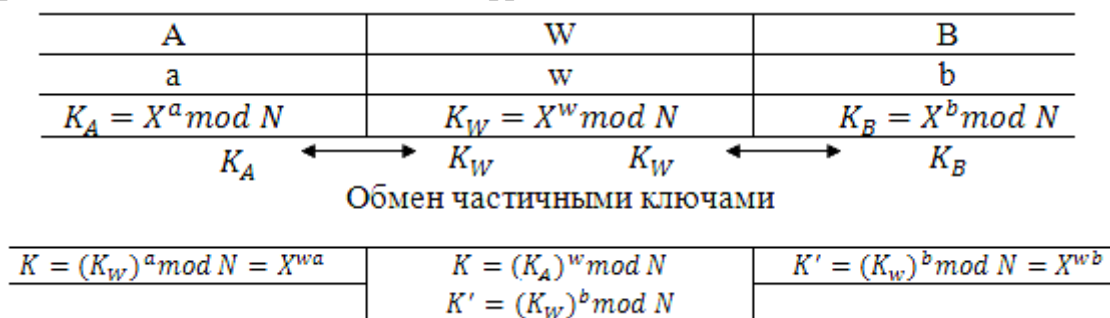 A W B
a w b
K_A = X^a mod N K_W = X^w mod N K_B = X^b mod N
K_A ⟷ K_W K_W ⟷ K_B
Обмен частичными ключами
K = (K_W)^a mod N = X^{wa} K = (K_A)^w mod N K' = (K_w)^b mod N = X^{wb}
K' = (K_W)^b mod N